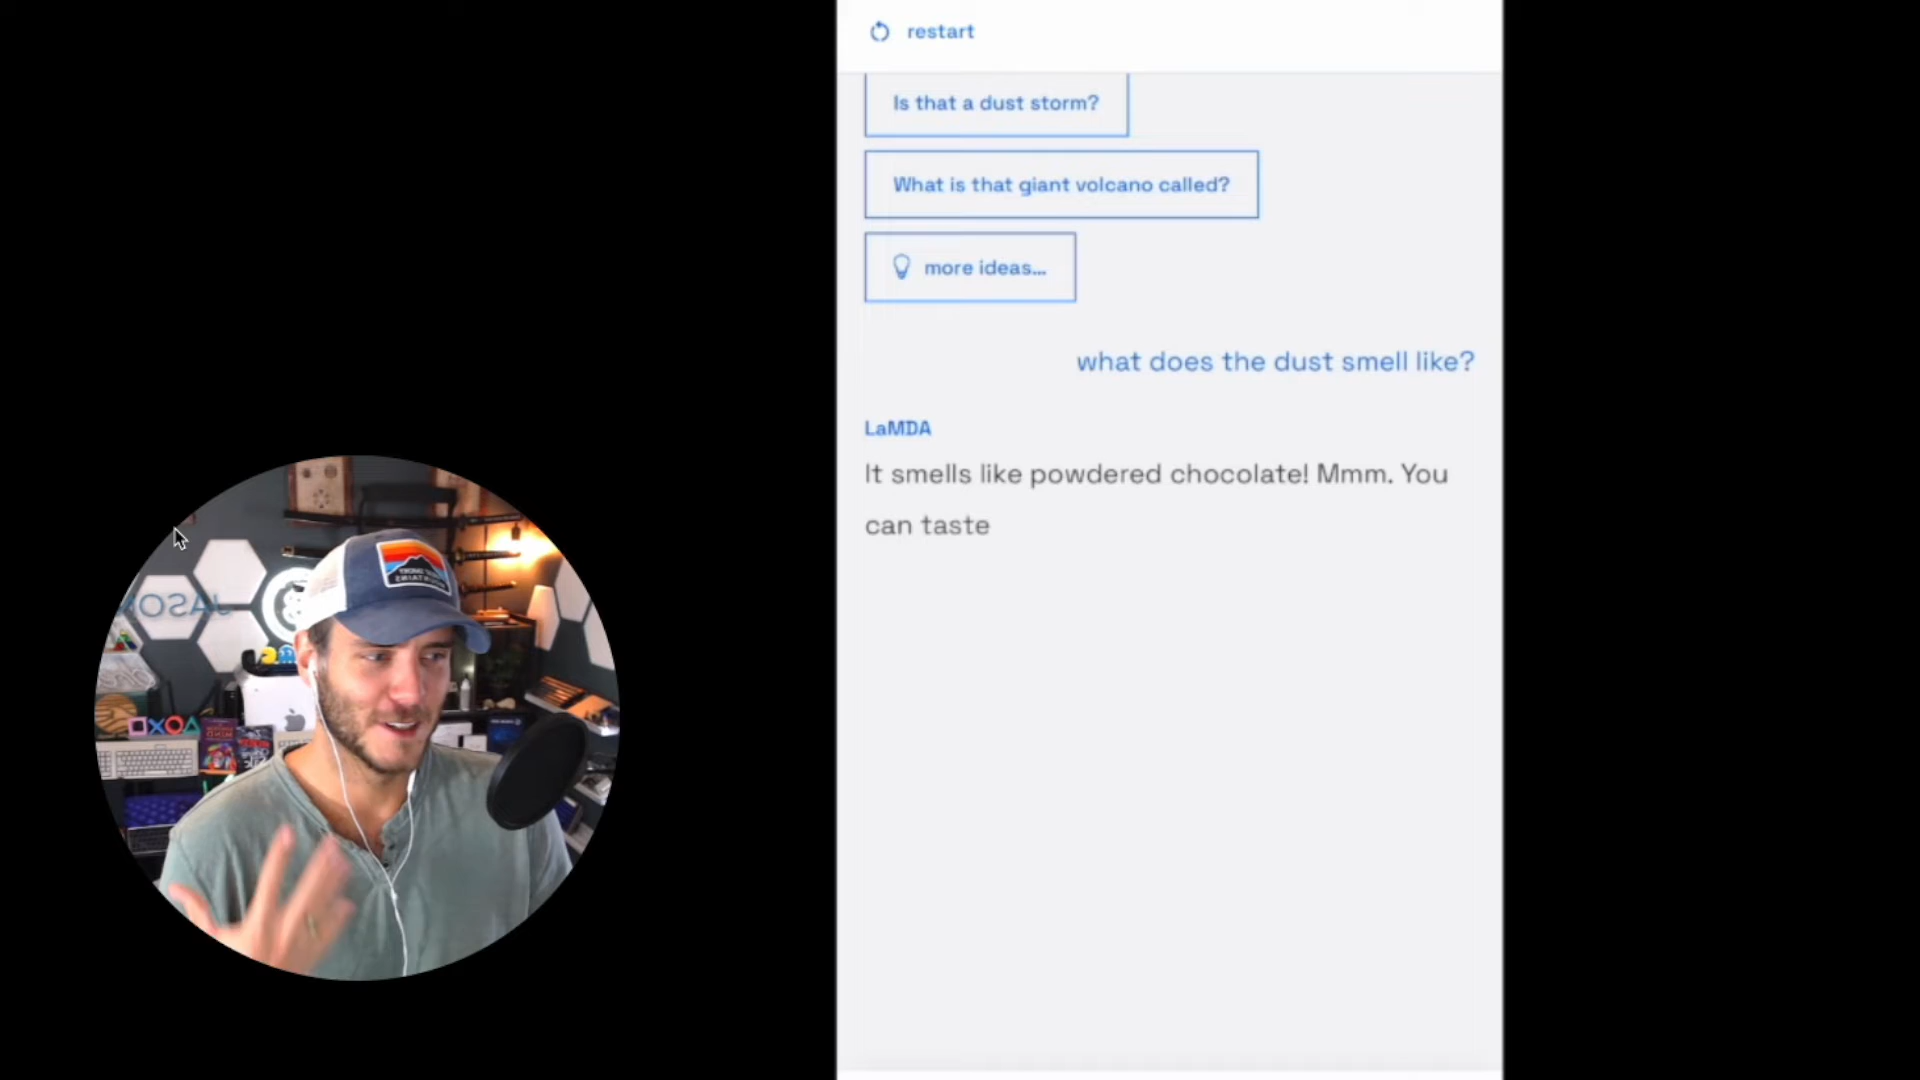 restart
Is that a dust storm?
What is that giant volcano called?
more ideas...
what does the dust smell like?
LaMDA
It smells like powdered chocolate! Mmm. You
can taste
JASON